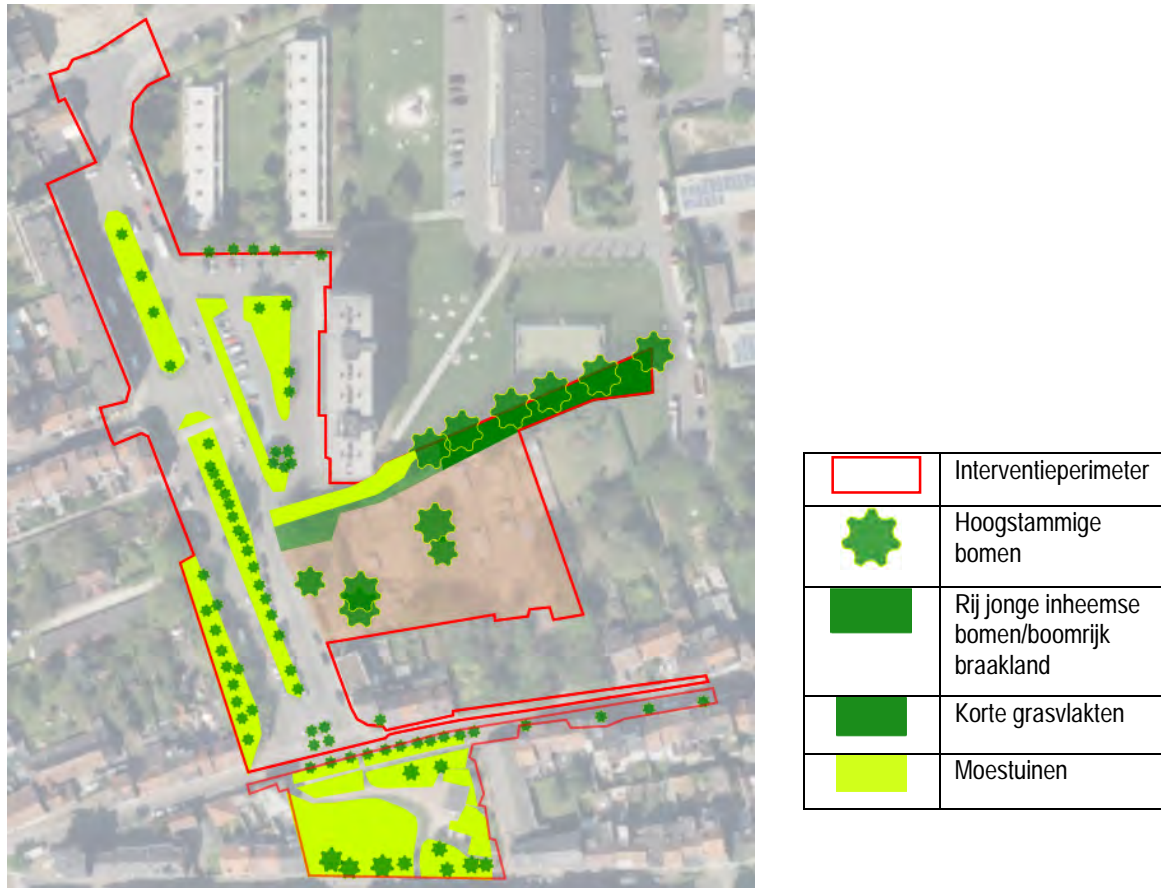 Interventieperimeter
Hoogstammige
bomen
Rij jonge inheemse
bomen/boomrijk
braakland
Korte grasvlakten
Moestuinen